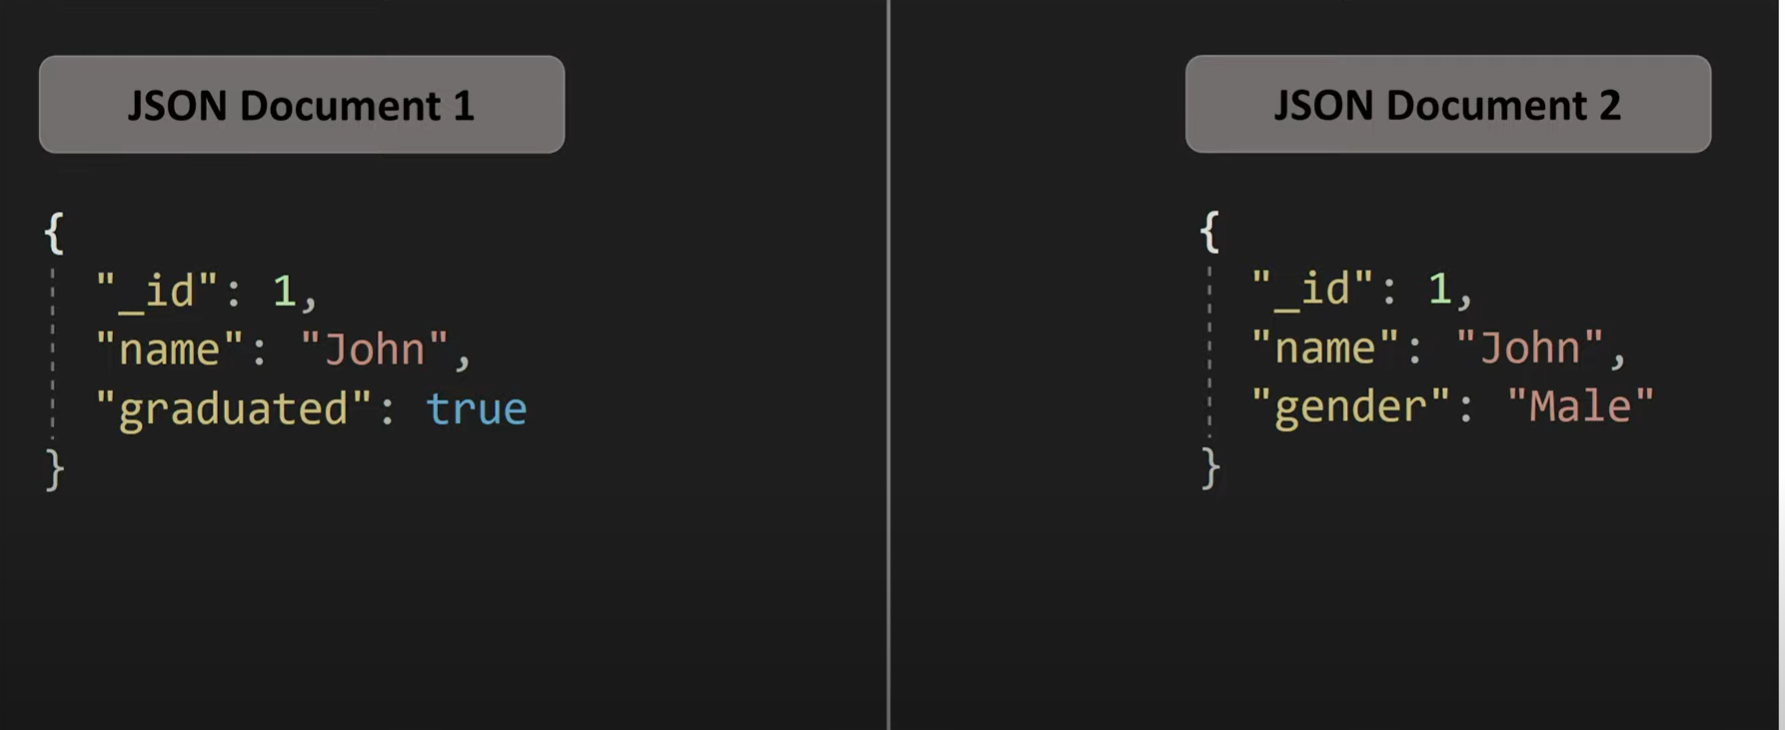 JSON Document 1
{
"_id": 1,
"name": "John",
"graduated": true
}
JSON Document 2
{
"_id": 1,
"name": "John",
"gender": "Male"
}